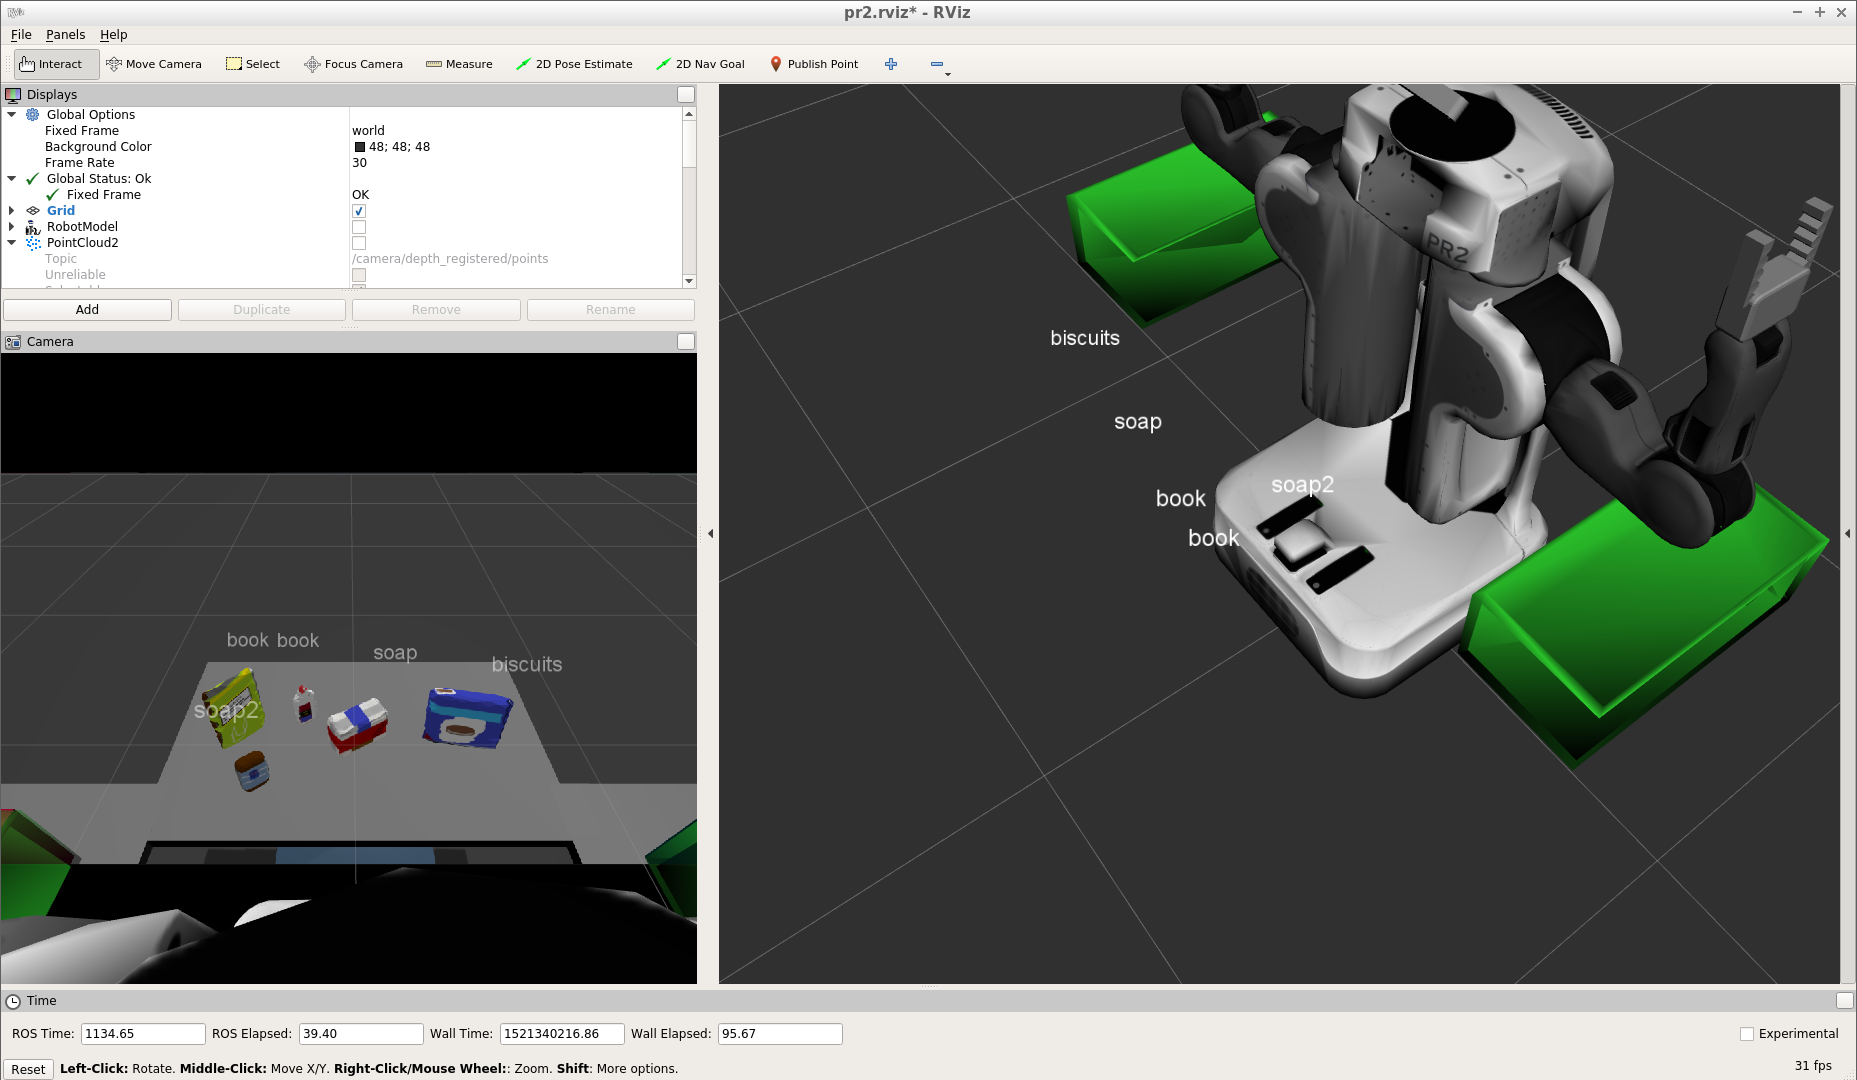 RViz
pr2.rviz* - RViz
File Panels Help
Interact Move Camera Select Focus Camera Measure 2D Pose Estimate 2D Nav Goal Publish Point
Displays
Global Options
Fixed Frame world
Background Color 48; 48; 48
Frame Rate 30
Global Status: Ok
Fixed Frame OK
Grid
RobotModel
PointCloud2
Topic /camera/depth_registered/points
Unreliable
Add Duplicate Remove Rename
Camera
book book
soap
biscuits
soap2
PR2
biscuits
soap
soap2
book
book
Time
ROS Time: 1134.65 ROS Elapsed: 39.40 Wall Time: 1521340216.86 Wall Elapsed: 95.67 Experimental
Reset Left-Click: Rotate. Middle-Click: Move X/Y. Right-Click/Mouse Wheel:: Zoom. Shift: More options. 31 fps